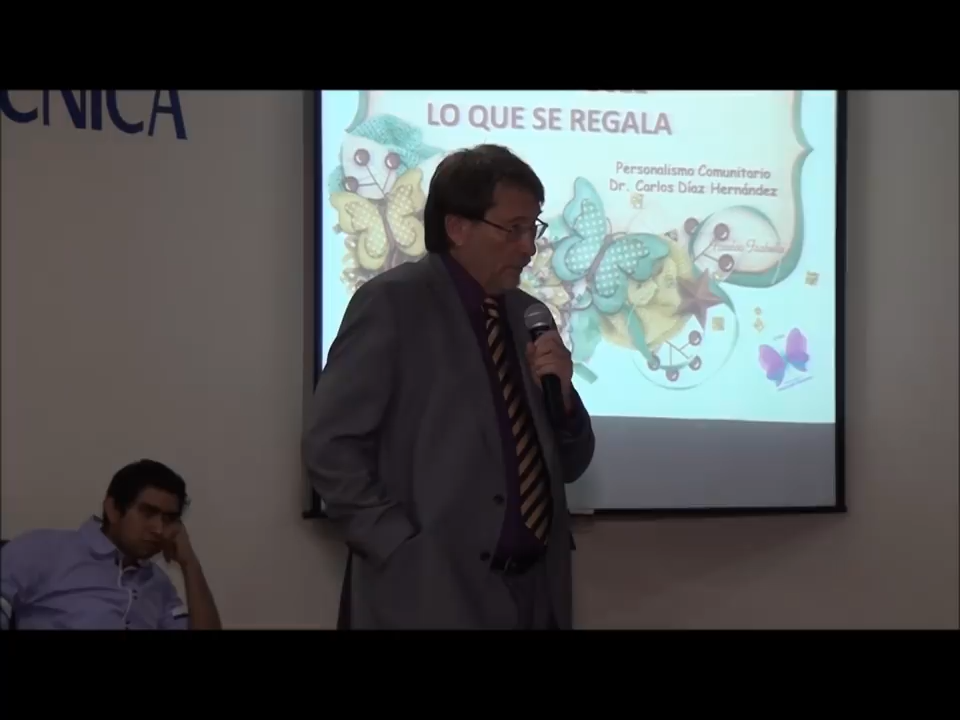 CNICA
LO QUE SE REGALA
Personalismo Comunitario
Dr. Carlos Díaz Hernández